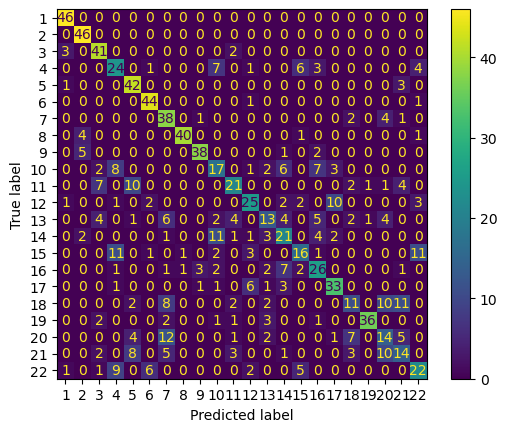 1 46 0 0 0 0 0 0 0 0 0 0 0 0 0 0 0 0 0 0 0 0 0
2 0 46 0 0 0 0 0 0 0 0 0 0 0 0 0 0 0 0 0 0 0 0
3 3 0 41 0 0 0 0 0 0 0 2 0 0 0 0 0 0 0 0 0 0 0
4 0 0 0 24 0 1 0 0 0 7 0 1 0 0 6 3 0 0 0 0 0 4
5 1 0 0 0 42 0 0 0 0 0 0 0 0 0 0 0 0 0 0 0 3 0
6 0 0 0 0 0 44 0 0 0 0 0 1 0 0 0 0 0 0 0 0 0 1
7 0 0 0 0 0 0 38 0 1 0 0 0 0 0 0 0 0 2 0 4 1 0
8 0 4 0 0 0 0 0 40 0 0 0 0 0 0 1 0 0 0 0 0 0 1
9 0 5 0 0 0 0 0 0 38 0 0 0 0 1 0 2 0 0 0 0 0 0
10 0 0 2 8 0 0 0 0 0 17 0 1 2 6 0 7 3 0 0 0 0 0
11 0 0 7 0 10 0 0 0 0 0 21 0 0 0 0 0 0 2 1 1 4 0
12 1 0 0 1 0 2 0 0 0 0 0 25 0 2 2 0 10 0 0 0 0 3
13 0 0 4 0 1 0 6 0 0 2 4 0 13 4 0 5 0 2 1 4 0 0
14 0 2 0 0 0 0 1 0 0 11 1 1 3 21 0 4 2 0 0 0 0 0
15 0 0 0 11 0 1 0 1 0 2 0 3 0 0 16 1 0 0 0 0 0 11
16 0 0 0 1 0 0 1 1 3 2 0 0 2 7 2 26 0 0 0 0 1 0
17 0 0 0 1 0 0 0 0 1 1 0 6 1 3 0 0 33 0 0 0 0 0
18 0 0 0 0 2 0 8 0 0 2 0 0 2 0 0 0 0 11 0 10 11 0
19 0 0 2 0 0 0 2 0 0 1 1 0 3 0 0 1 0 0 36 0 0 0
20 0 0 0 0 4 0 12 0 0 0 1 0 2 0 0 0 1 7 0 14 5 0
21 0 0 2 0 8 0 5 0 0 0 3 0 0 1 0 0 0 3 0 10 14 0
22 1 0 1 9 0 6 0 0 0 0 0 2 0 0 5 0 0 0 0 0 0 22
1 2 3 4 5 6 7 8 9 10 11 12 13 14 15 16 17 18 19 20 21 22
Predicted label
True label
40
30
20
10
0